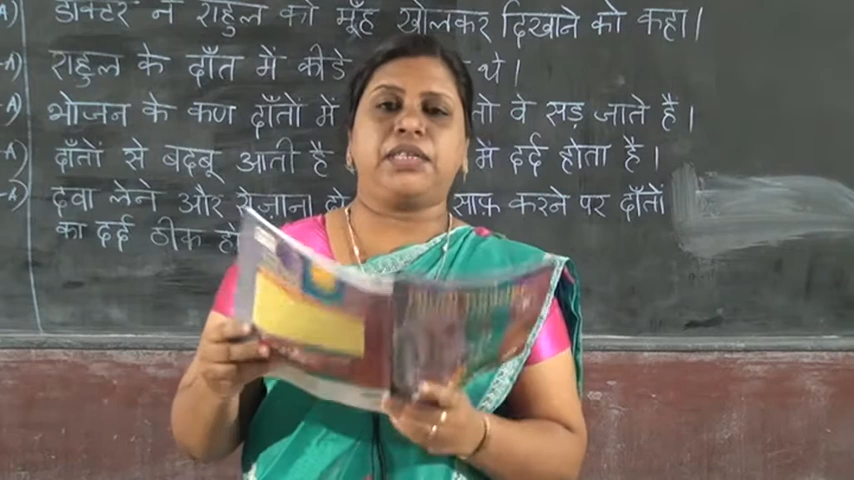 A) डाक्टर ने राहुल को मूँह खोलकर दिखाने को कहा।
A) राहुल के दाँत में कीडे थे।
A) भोजन के कण दाँतों में तो वे सड़ जाते है।
A) दाँतों से बदबू आती है में दर्द होता है।
A) दवा लेने और रोज़ाना साफ़ करने पर दाँतों
का दर्द ठीक